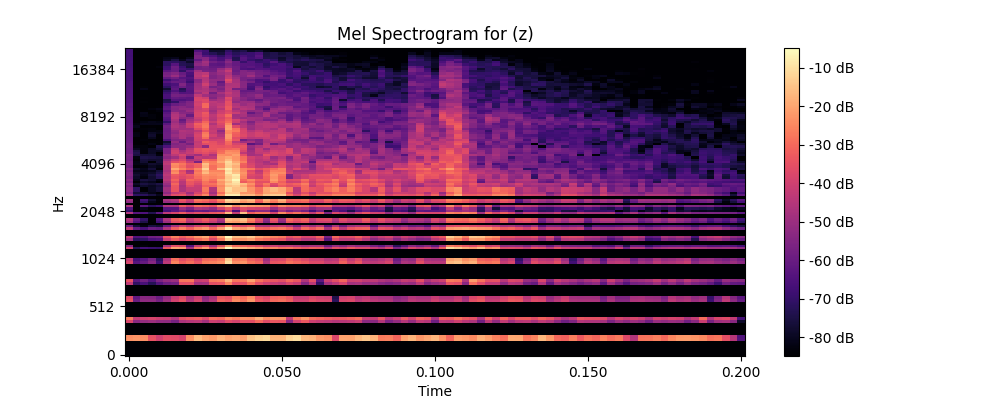 Mel Spectrogram for (z)
16384
8192
4096
2048
1024
512
0
Hz
0.000 0.050 0.100 0.150 0.200
Time
-10 dB
-20 dB
-30 dB
-40 dB
-50 dB
-60 dB
-70 dB
-80 dB